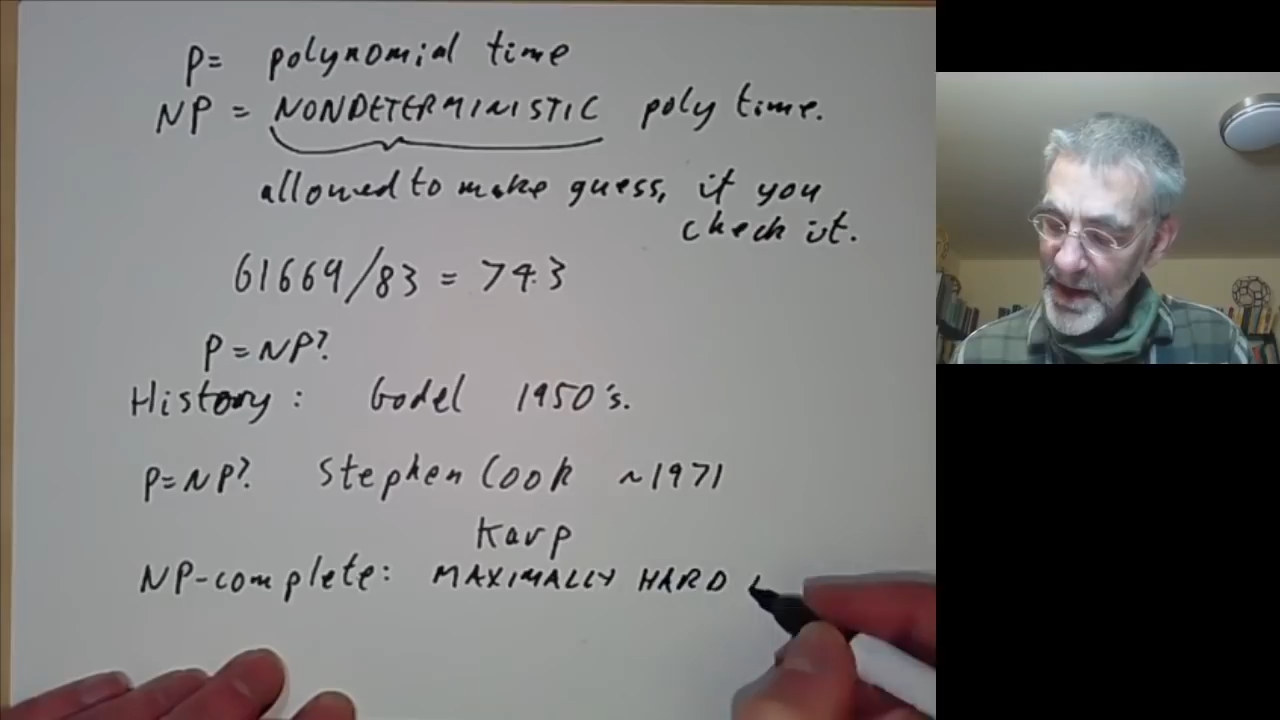 P= polynomial time
NP = NONDETERMINISTIC poly time.
allowed to make guess, if you
check it.
61669/83 = 743
P=NP?
History: Godel 1950's.
P=NP? Stephen Cook ~1971
Karp
NP-complete: MAXIMALLY HARD